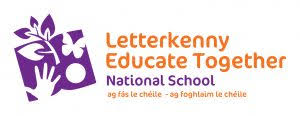 Letterkenny
Educate Together
National School
ag fás le chéile - ag foghlaim le chéile